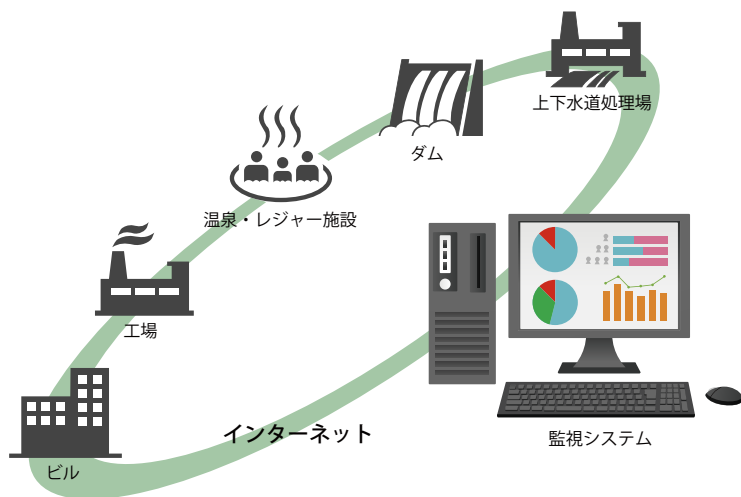 上下水道処理場
ダム
温泉・レジャー施設
工場
インターネット
監視システム
ビル